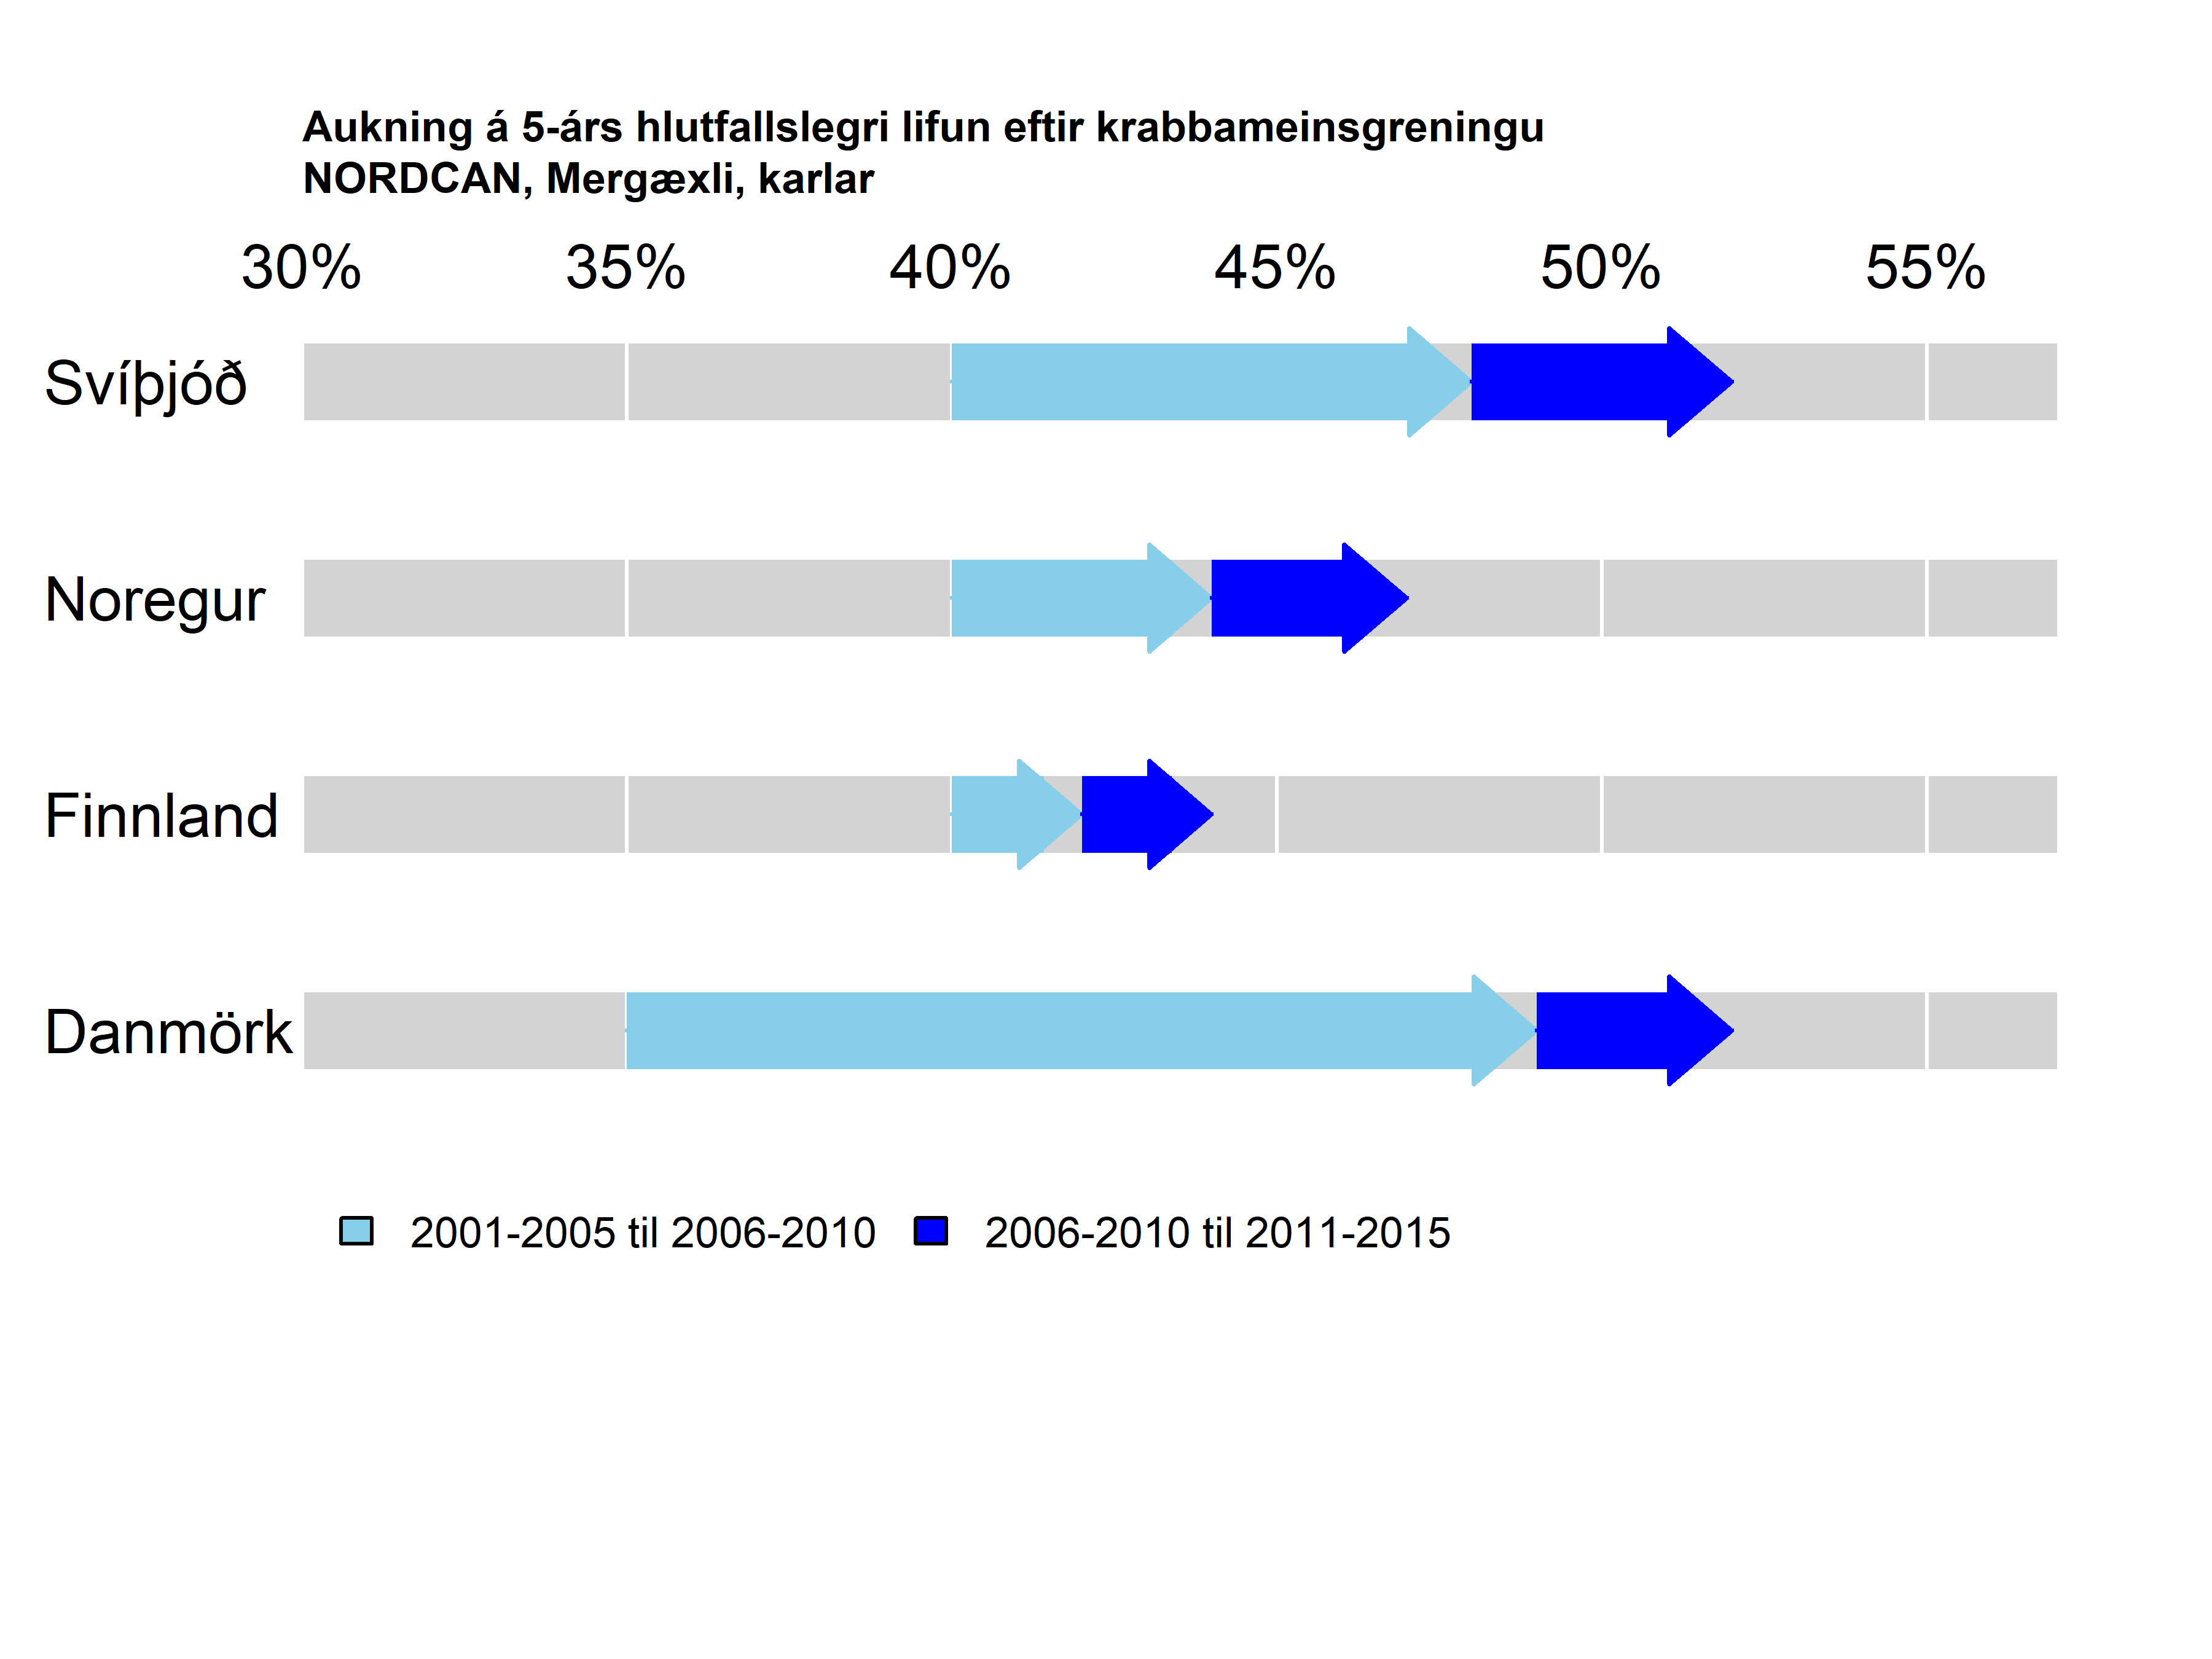 Aukning á 5-árs hlutfallslegri lifun eftir krabbameinsgreningu
NORDCAN, Mergæxli, karlar
30% 35% 40% 45% 50% 55%
Svíþjóð
Noregur
Finnland
Danmörk
2001-2005 til 2006-2010 2006-2010 til 2011-2015